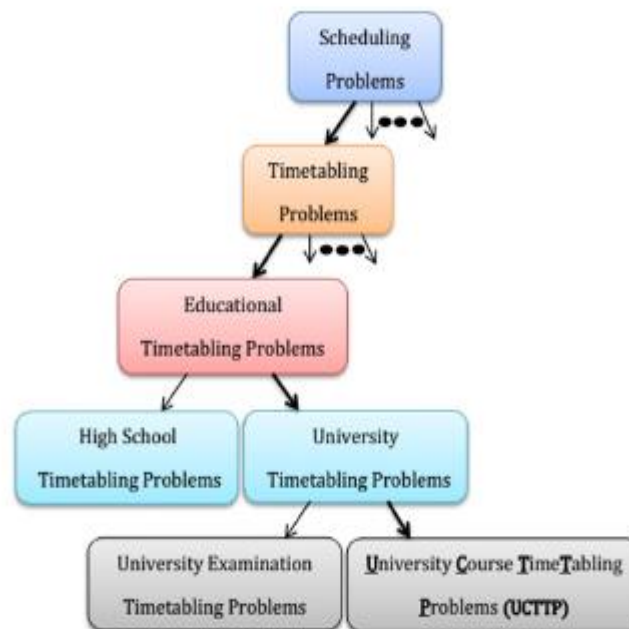 Scheduling
Problems
Timetabling
Problems
Educational
Timetabling Problems
High School
Timetabling Problems
University
Timetabling Problems
University Examination
Timetabling Problems
University Course TimeTabling
Problems (UCTTP)